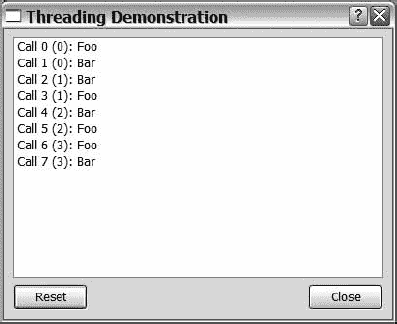 Threading Demonstration
Call 0 (0): Foo
Call 1 (0): Bar
Call 2 (1): Bar
Call 3 (1): Foo
Call 4 (2): Bar
Call 5 (2): Foo
Call 6 (3): Foo
Call 7 (3): Bar
Reset Close